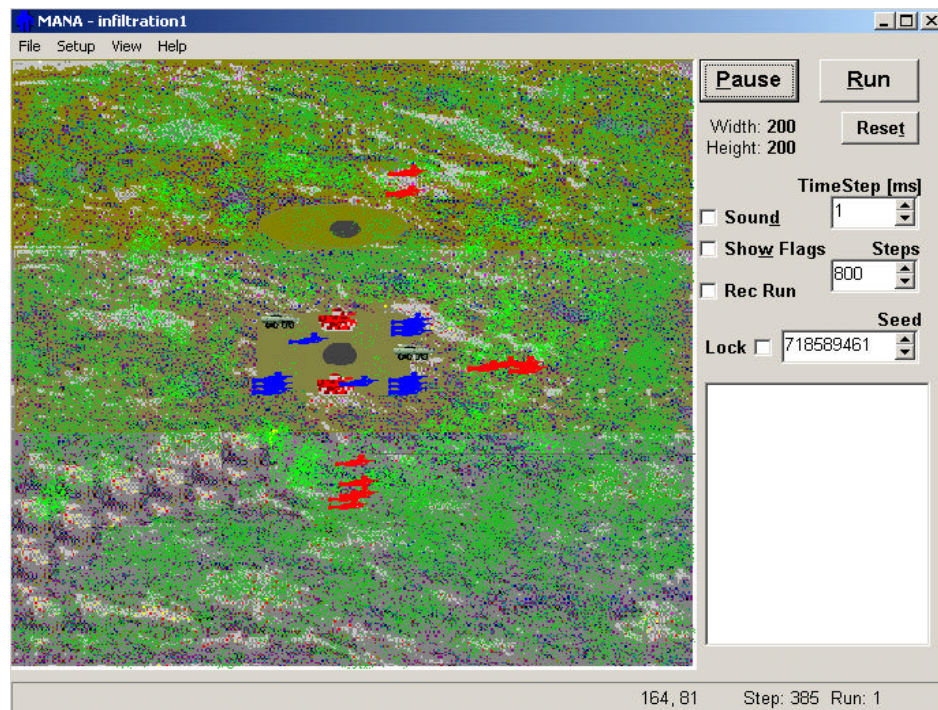 MANA - infiltration1
File Setup View Help
Pause Run
Width: 200
Height: 200
Reset
TimeStep [ms]
Sound 1
Show Flags Steps
800
Rec Run
Seed
Lock 718589461
164, 81 Step: 385 Run: 1